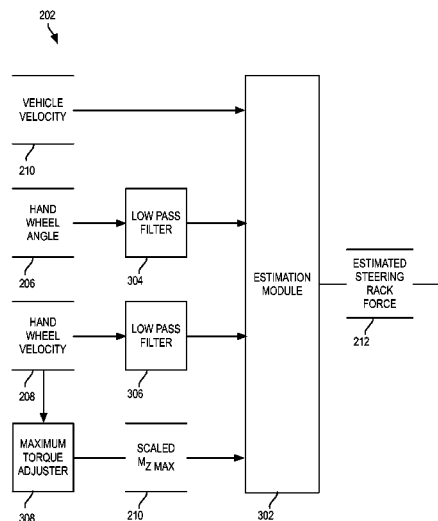 202
VEHICLE
VELOCITY
210
HAND
WHEEL
ANGLE
206
LOW PASS
FILTER
304
HAND
WHEEL
VELOCITY
208
LOW PASS
FILTER
306
MAXIMUM
TORQUE
ADJUSTER
308
SCALED
MZ MAX
210
ESTIMATION
MODULE
302
ESTIMATED
STEERING
RACK
FORCE
212